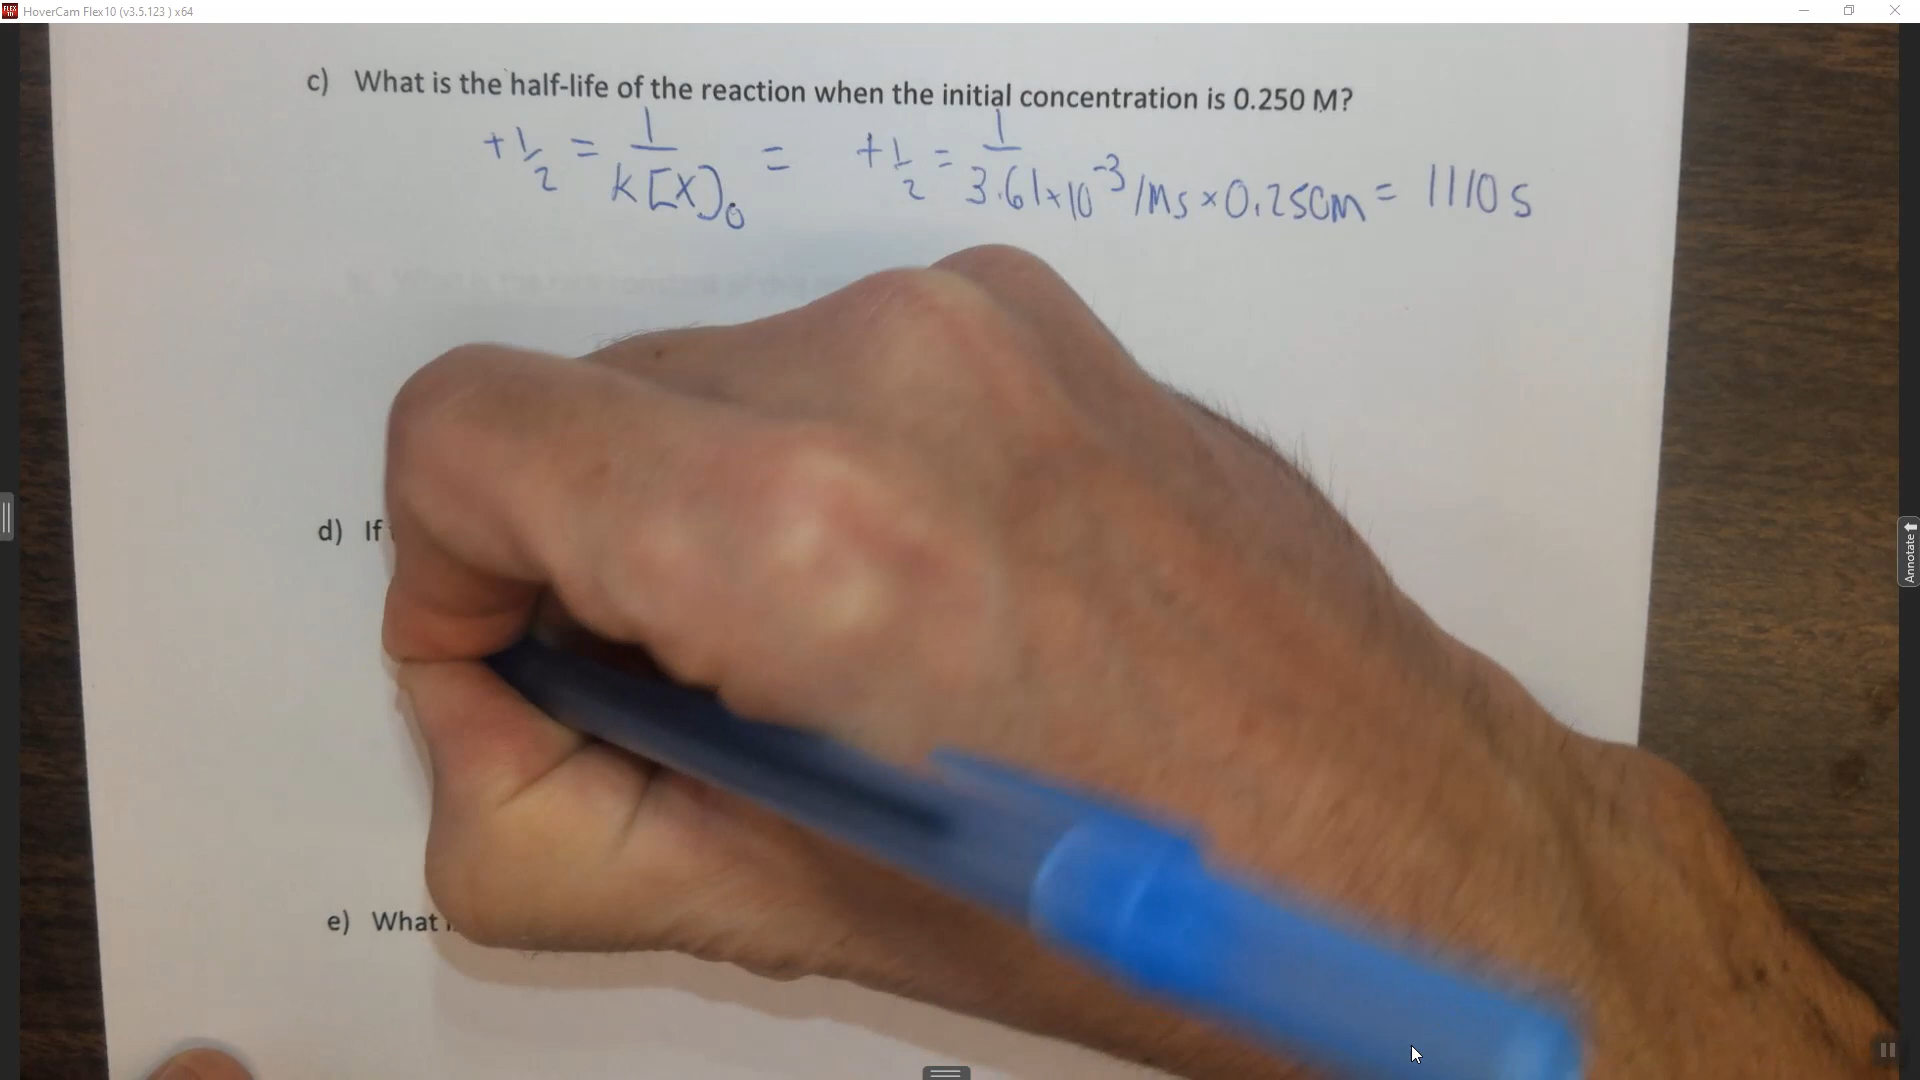 HoverCam Flex10 (v3.5.123 ) x64
c) What is the half-life of the reaction when the initial concentration is 0.250 M?
t½ = 1/k[X]₀ = t½ = 1/3.61×10⁻³/Ms×0.250M = 1110 s
d) If
e) What
Annotate